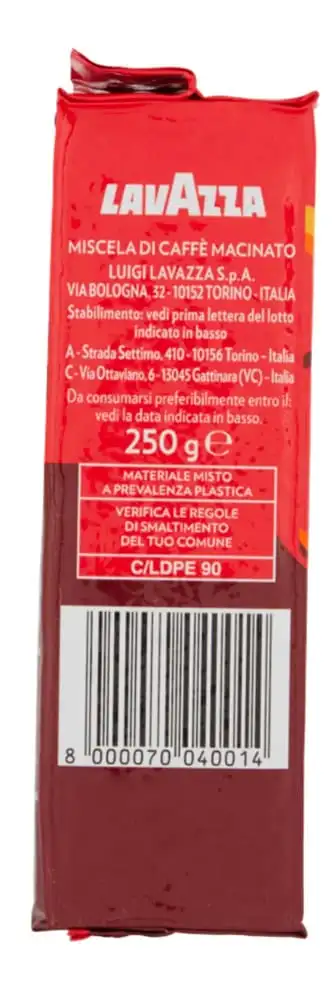 LAVAZZA
MISCELA DI CAFFÈ MACINATO
LUIGI LAVAZZA S.p.A.
VIA BOLOGNA, 32-10152 TORINO-ITALIA
Stabilimento: vedi prima lettera del lotto
indicato in basso
A - Strada Settimo, 410 - 10156 Torino - Italia
C - Via Ottaviano, 6 - 13045 Gattinara (VC) - Italia
Da consumarsi preferibilmente entro il:
vedi la data indicata in basso.
250 g ℮
MATERIALE MISTO
A PREVALENZA PLASTICA
VERIFICA LE REGOLE
DI SMALTIMENTO
DEL TUO COMUNE
C/LDPE 90
8 000070 040014